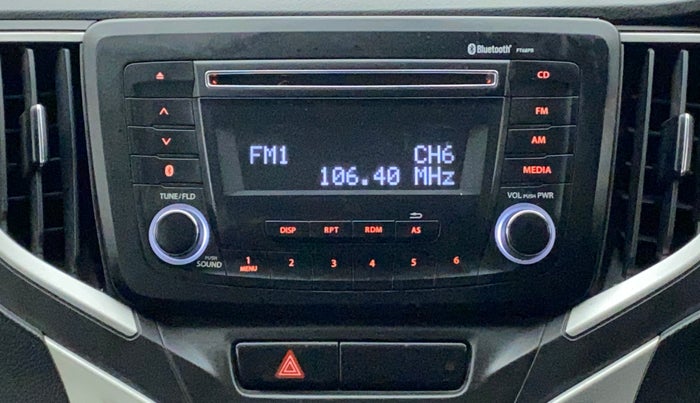 Bluetooth
CD
FM1 CH6
106.40 MHz
FM
AM
MEDIA
TUNE/FLD
VOL PUSH PWR
DISP RPT RDM AS
PUSH
SOUND
1 2 3 4 5 6
MENU